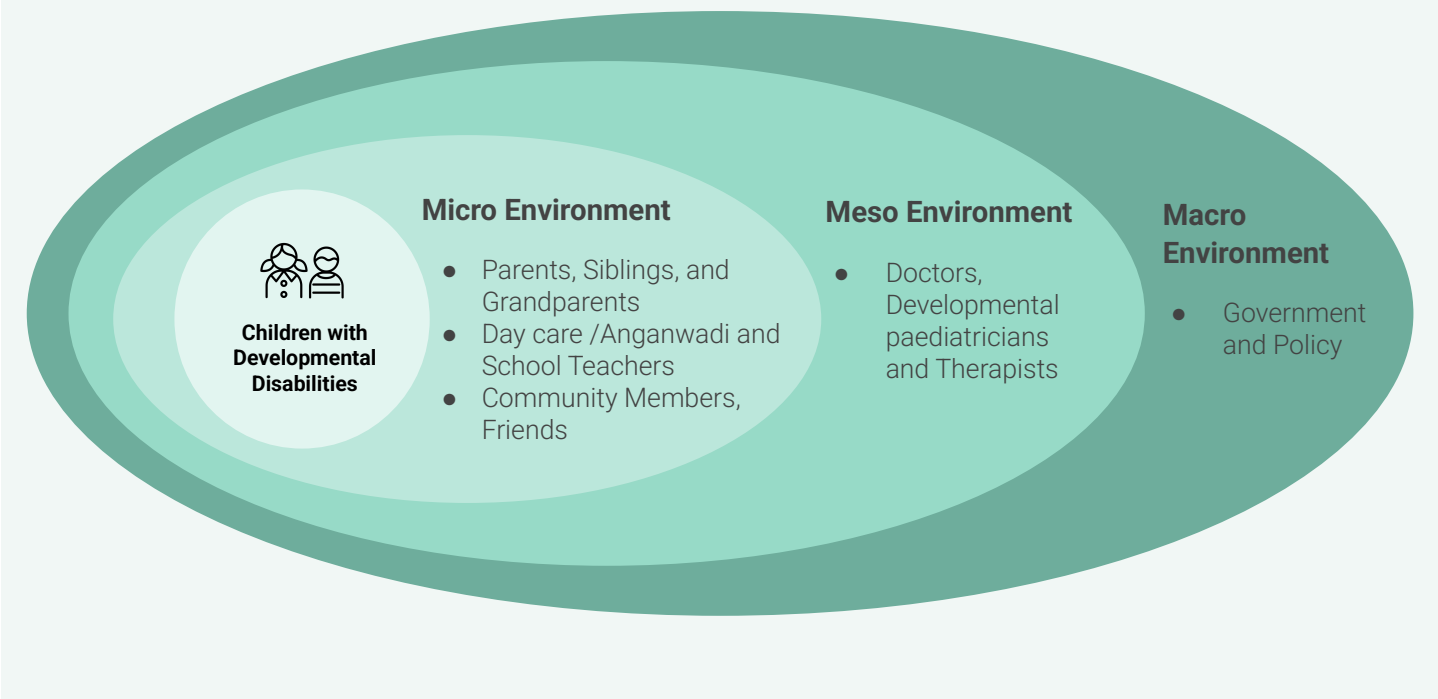 Children with
Developmental
Disabilities
Micro Environment
● Parents, Siblings, and
Grandparents
● Day care /Anganwadi and
School Teachers
● Community Members,
Friends
Meso Environment
● Doctors,
Developmental
paediatricians
and Therapists
Macro
Environment
● Government
and Policy